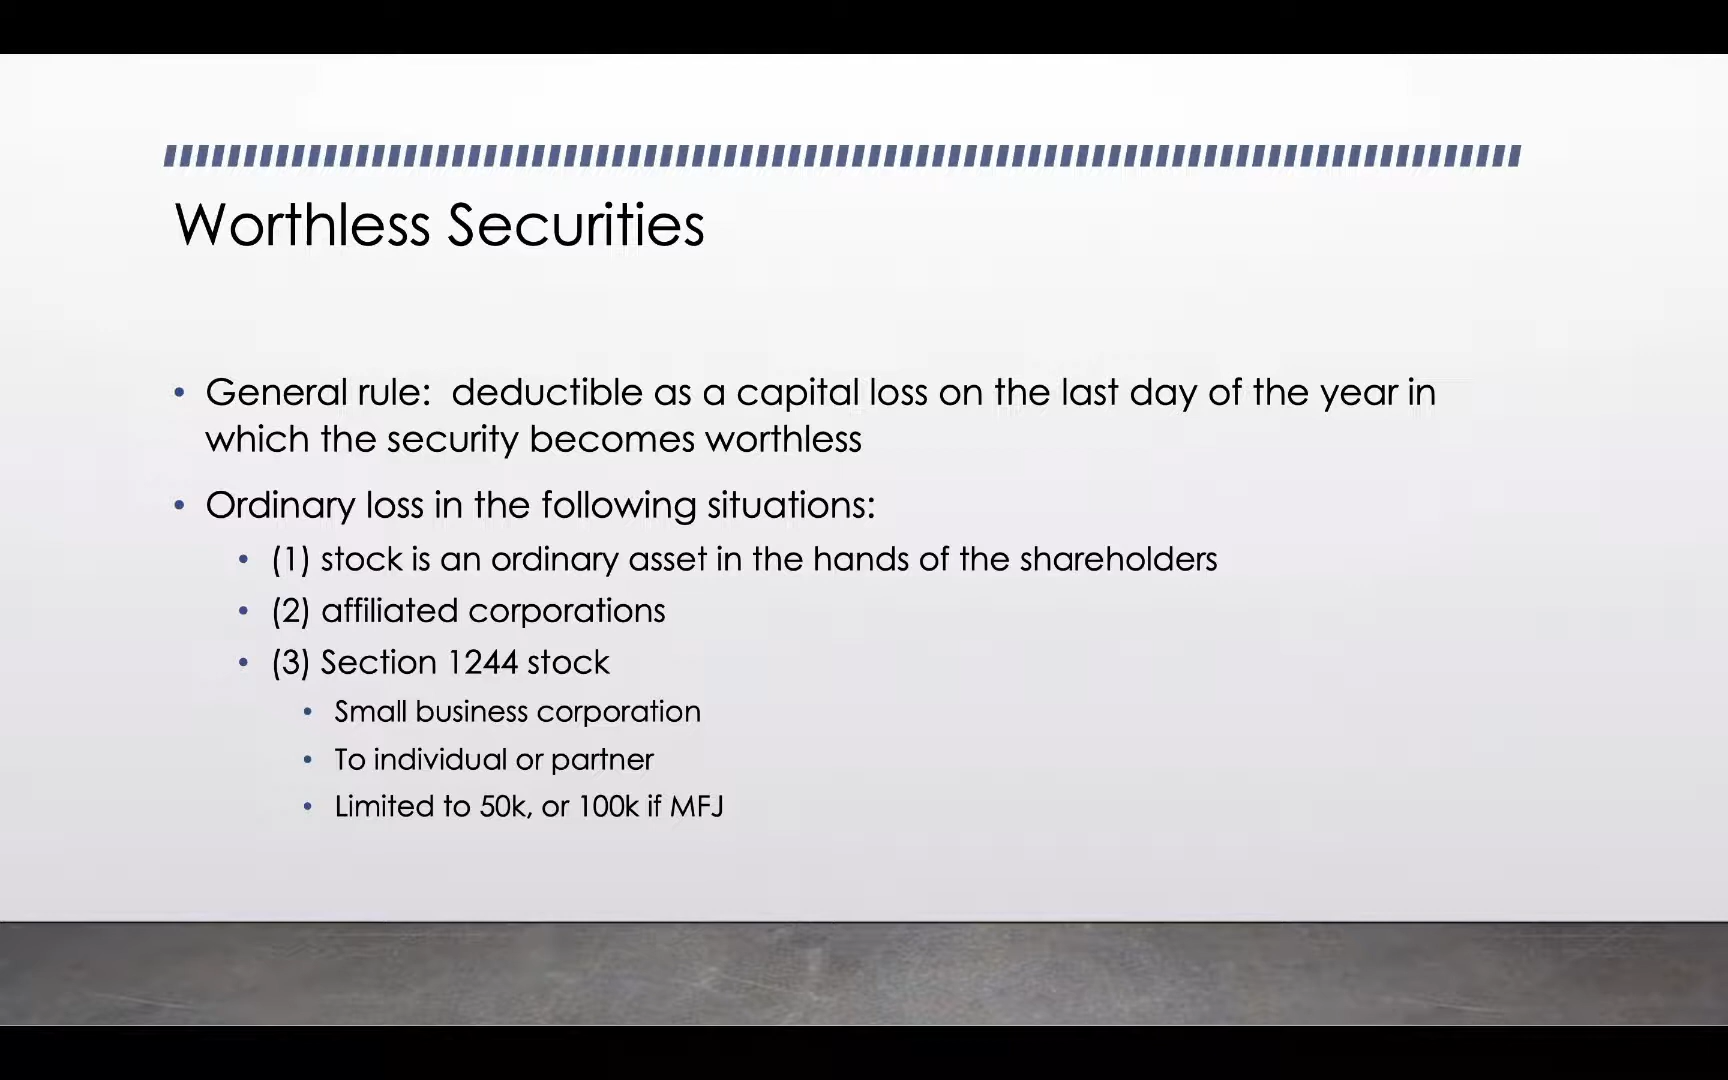 Worthless Securities
• General rule:  deductible as a capital loss on the last day of the year in
which the security becomes worthless
• Ordinary loss in the following situations:
• (1) stock is an ordinary asset in the hands of the shareholders
• (2) affiliated corporations
• (3) Section 1244 stock
• Small business corporation
• To individual or partner
• Limited to 50k, or 100k if MFJ